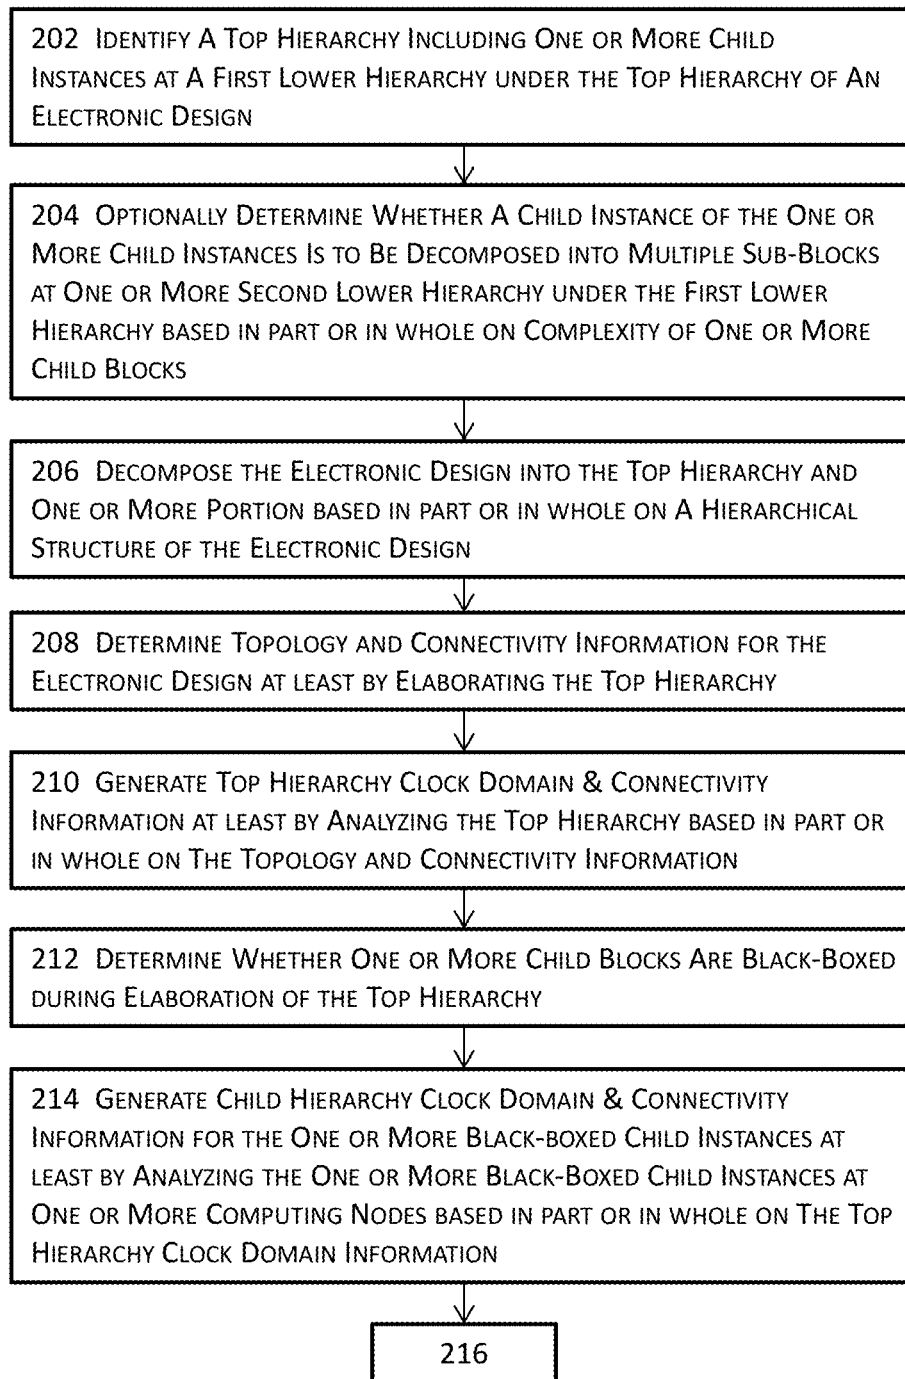 202 IDENTIFY A TOP HIERARCHY INCLUDING ONE OR MORE CHILD
INSTANCES AT A FIRST LOWER HIERARCHY UNDER THE TOP HIERARCHY OF AN
ELECTRONIC DESIGN
204 OPTIONALLY DETERMINE WHETHER A CHILD INSTANCE OF THE ONE OR
MORE CHILD INSTANCES IS TO BE DECOMPOSED INTO MULTIPLE SUB-BLOCKS
AT ONE OR MORE SECOND LOWER HIERARCHY UNDER THE FIRST LOWER
HIERARCHY BASED IN PART OR IN WHOLE ON COMPLEXITY OF ONE OR MORE
CHILD BLOCKS
206 DECOMPOSE THE ELECTRONIC DESIGN INTO THE TOP HIERARCHY AND
ONE OR MORE PORTION BASED IN PART OR IN WHOLE ON A HIERARCHICAL
STRUCTURE OF THE ELECTRONIC DESIGN
208 DETERMINE TOPOLOGY AND CONNECTIVITY INFORMATION FOR THE
ELECTRONIC DESIGN AT LEAST BY ELABORATING THE TOP HIERARCHY
210 GENERATE TOP HIERARCHY CLOCK DOMAIN & CONNECTIVITY
INFORMATION AT LEAST BY ANALYZING THE TOP HIERARCHY BASED IN PART OR
IN WHOLE ON THE TOPOLOGY AND CONNECTIVITY INFORMATION
212 DETERMINE WHETHER ONE OR MORE CHILD BLOCKS ARE BLACK-BOXED
DURING ELABORATION OF THE TOP HIERARCHY
214 GENERATE CHILD HIERARCHY CLOCK DOMAIN & CONNECTIVITY
INFORMATION FOR THE ONE OR MORE BLACK-BOXED CHILD INSTANCES AT
LEAST BY ANALYZING THE ONE OR MORE BLACK-BOXED CHILD INSTANCES AT
ONE OR MORE COMPUTING NODES BASED IN PART OR IN WHOLE ON THE TOP
HIERARCHY CLOCK DOMAIN INFORMATION
216